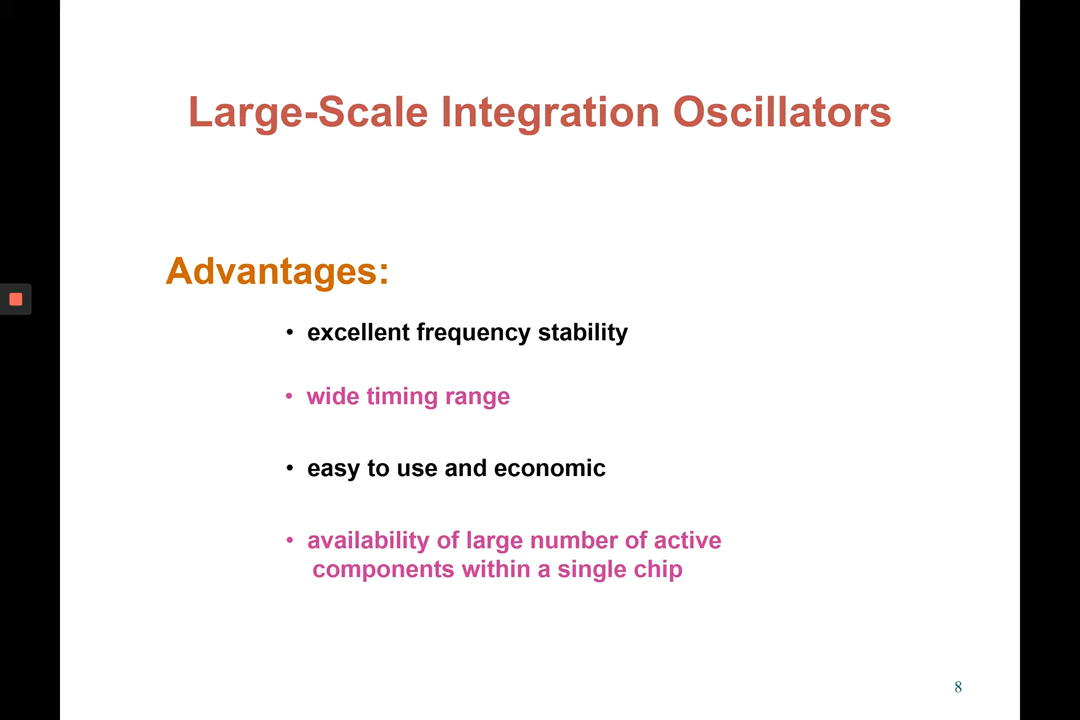 Large-Scale Integration Oscillators
Advantages:
• excellent frequency stability
• wide timing range
• easy to use and economic
• availability of large number of active
components within a single chip
8